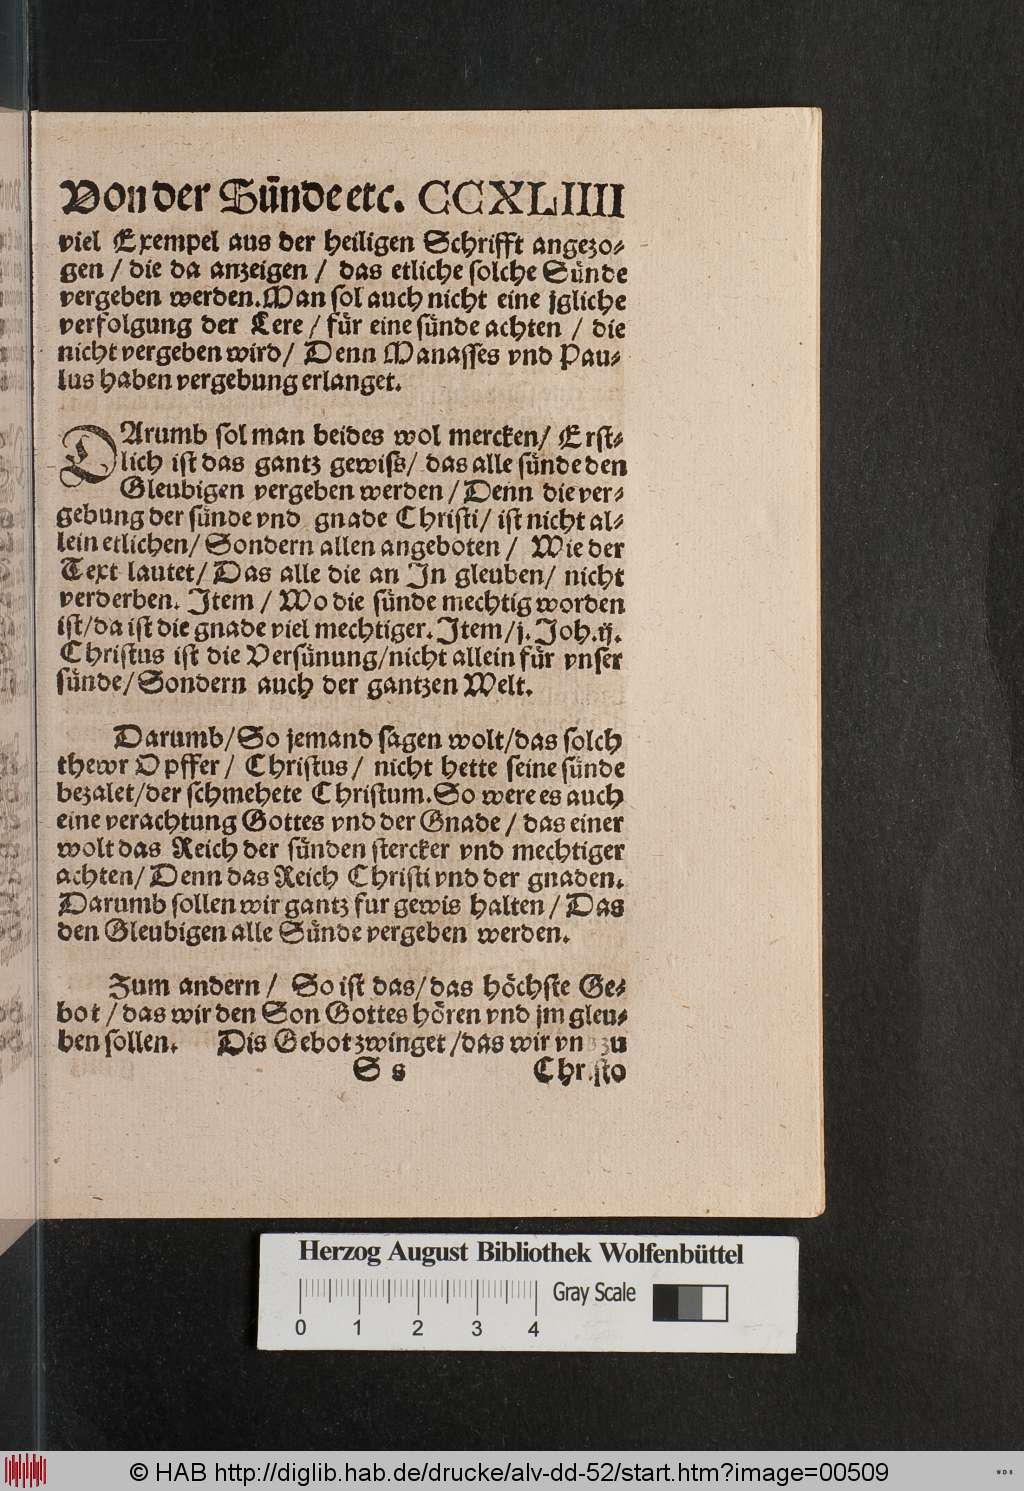 Von der Sünde etc. CCXLIIII
viel Exempel aus der heiligen Schrifft angezo-
gen / die da anzeigen / das etliche solche Sünde
vergeben werden. Man sol auch nicht eine jgliche
verfolgung der Lere / für eine sünde achten / die
nicht vergeben wird / Denn Manasses vnd Pau-
lus haben vergebung erlanget.
DArumb sol man beides wol mercken / Erst-
lich ist das gantz gewiss / das alle sünde den
Gleubigen vergeben werden / Denn die ver-
gebung der sünde vnd gnade Christi / ist nicht al-
lein etlichen / Sondern allen angeboten / Wie der
Text lautet / Das alle die an Jn gleuben / nicht
verderben. Jtem / Wo die sünde mechtig worden
ist / da ist die gnade viel mechtiger. Jtem / j. Joh. ij.
Christus ist die Versünung / nicht allein für vnser
sünde / Sondern auch der gantzen Welt.
Darumb / So jemand sagen wolt / das solch
thewr Opffer / Christus / nicht hette seine sünde
bezalet / der schmehete Christum. So were es auch
eine verachtung Gottes vnd der Gnade / das einer
wolt das Reich der sünden stercker vnd mechtiger
achten / Denn das Reich Christi vnd der gnaden.
Darumb sollen wir gantz fur gewis halten / Das
den Gleubigen alle Sünde vergeben werden.
Zum andern / So ist das / das höchste Ge-
bot / das wir den Son Gottes hören vnd jm gleu-
ben sollen. Dis Gebot zwinget / das wir vns zu
S s Christo
Herzog August Bibliothek Wolfenbüttel
0 1 2 3 4 Gray Scale
© HAB http://diglib.hab.de/drucke/alv-dd-52/start.htm?image=00509